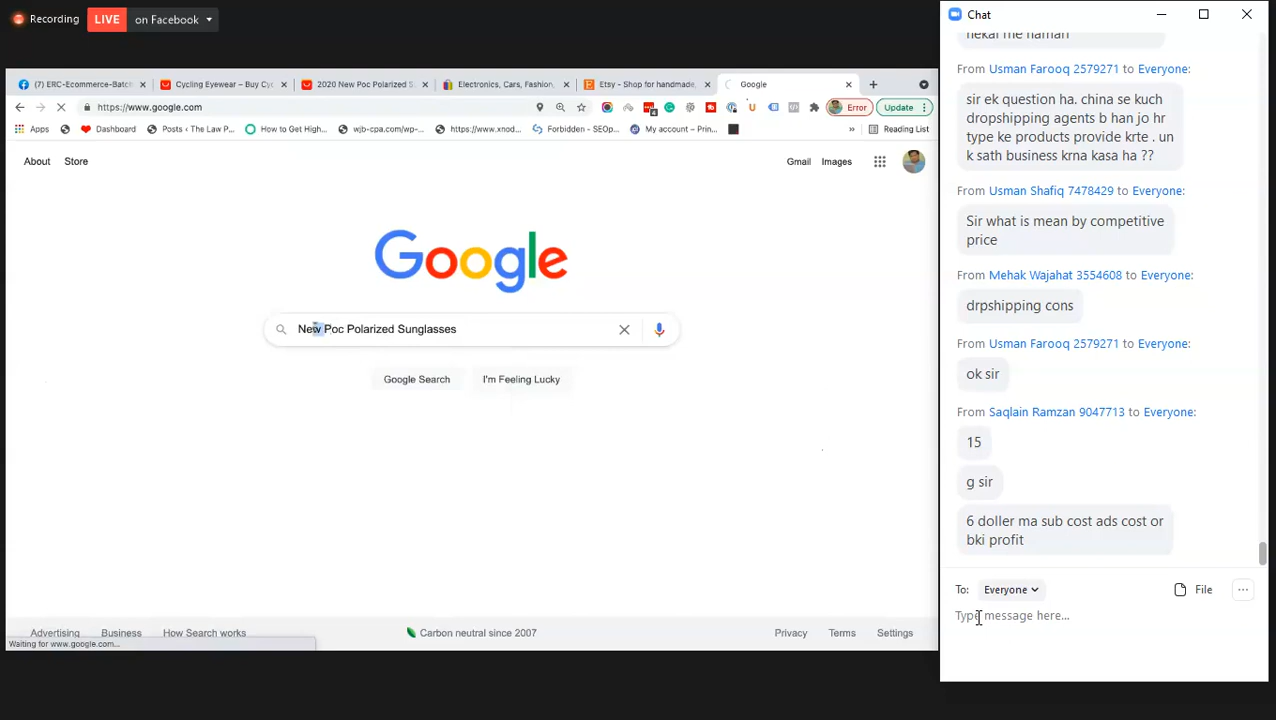 Recording
LIVE on Facebook
Chat
(7) ERC-Ecommerce-Batch
Cycling Eyewear – Buy Cyc
2020 New Poc Polarized S
Electronics, Cars, Fashion,
Etsy - Shop for handmade,
Google
https://www.google.com
Error
Update
Apps
Dashboard
Posts ‹ The Law P...
How to Get High...
wjb-cpa.com/wp-...
https://www.xnod...
Forbidden - SEOp...
My account – Prin...
»
Reading List
About Store
Gmail Images
Google
New Poc Polarized Sunglasses
Google Search I'm Feeling Lucky
Advertising Business How Search works
Carbon neutral since 2007
Privacy Terms Settings
Waiting for www.google.com...
nekal me naman
From Usman Farooq 2579271 to Everyone:
sir ek question ha. china se kuch
dropshipping agents b han jo hr
type ke products provide krte . un
k sath business krna kasa ha ??
From Usman Shafiq 7478429 to Everyone:
Sir what is mean by competitive
price
From Mehak Wajahat 3554608 to Everyone:
drpshipping cons
From Usman Farooq 2579271 to Everyone:
ok sir
From Saqlain Ramzan 9047713 to Everyone:
15
g sir
6 doller ma sub cost ads cost or
bki profit
To: Everyone
File
Type message here...